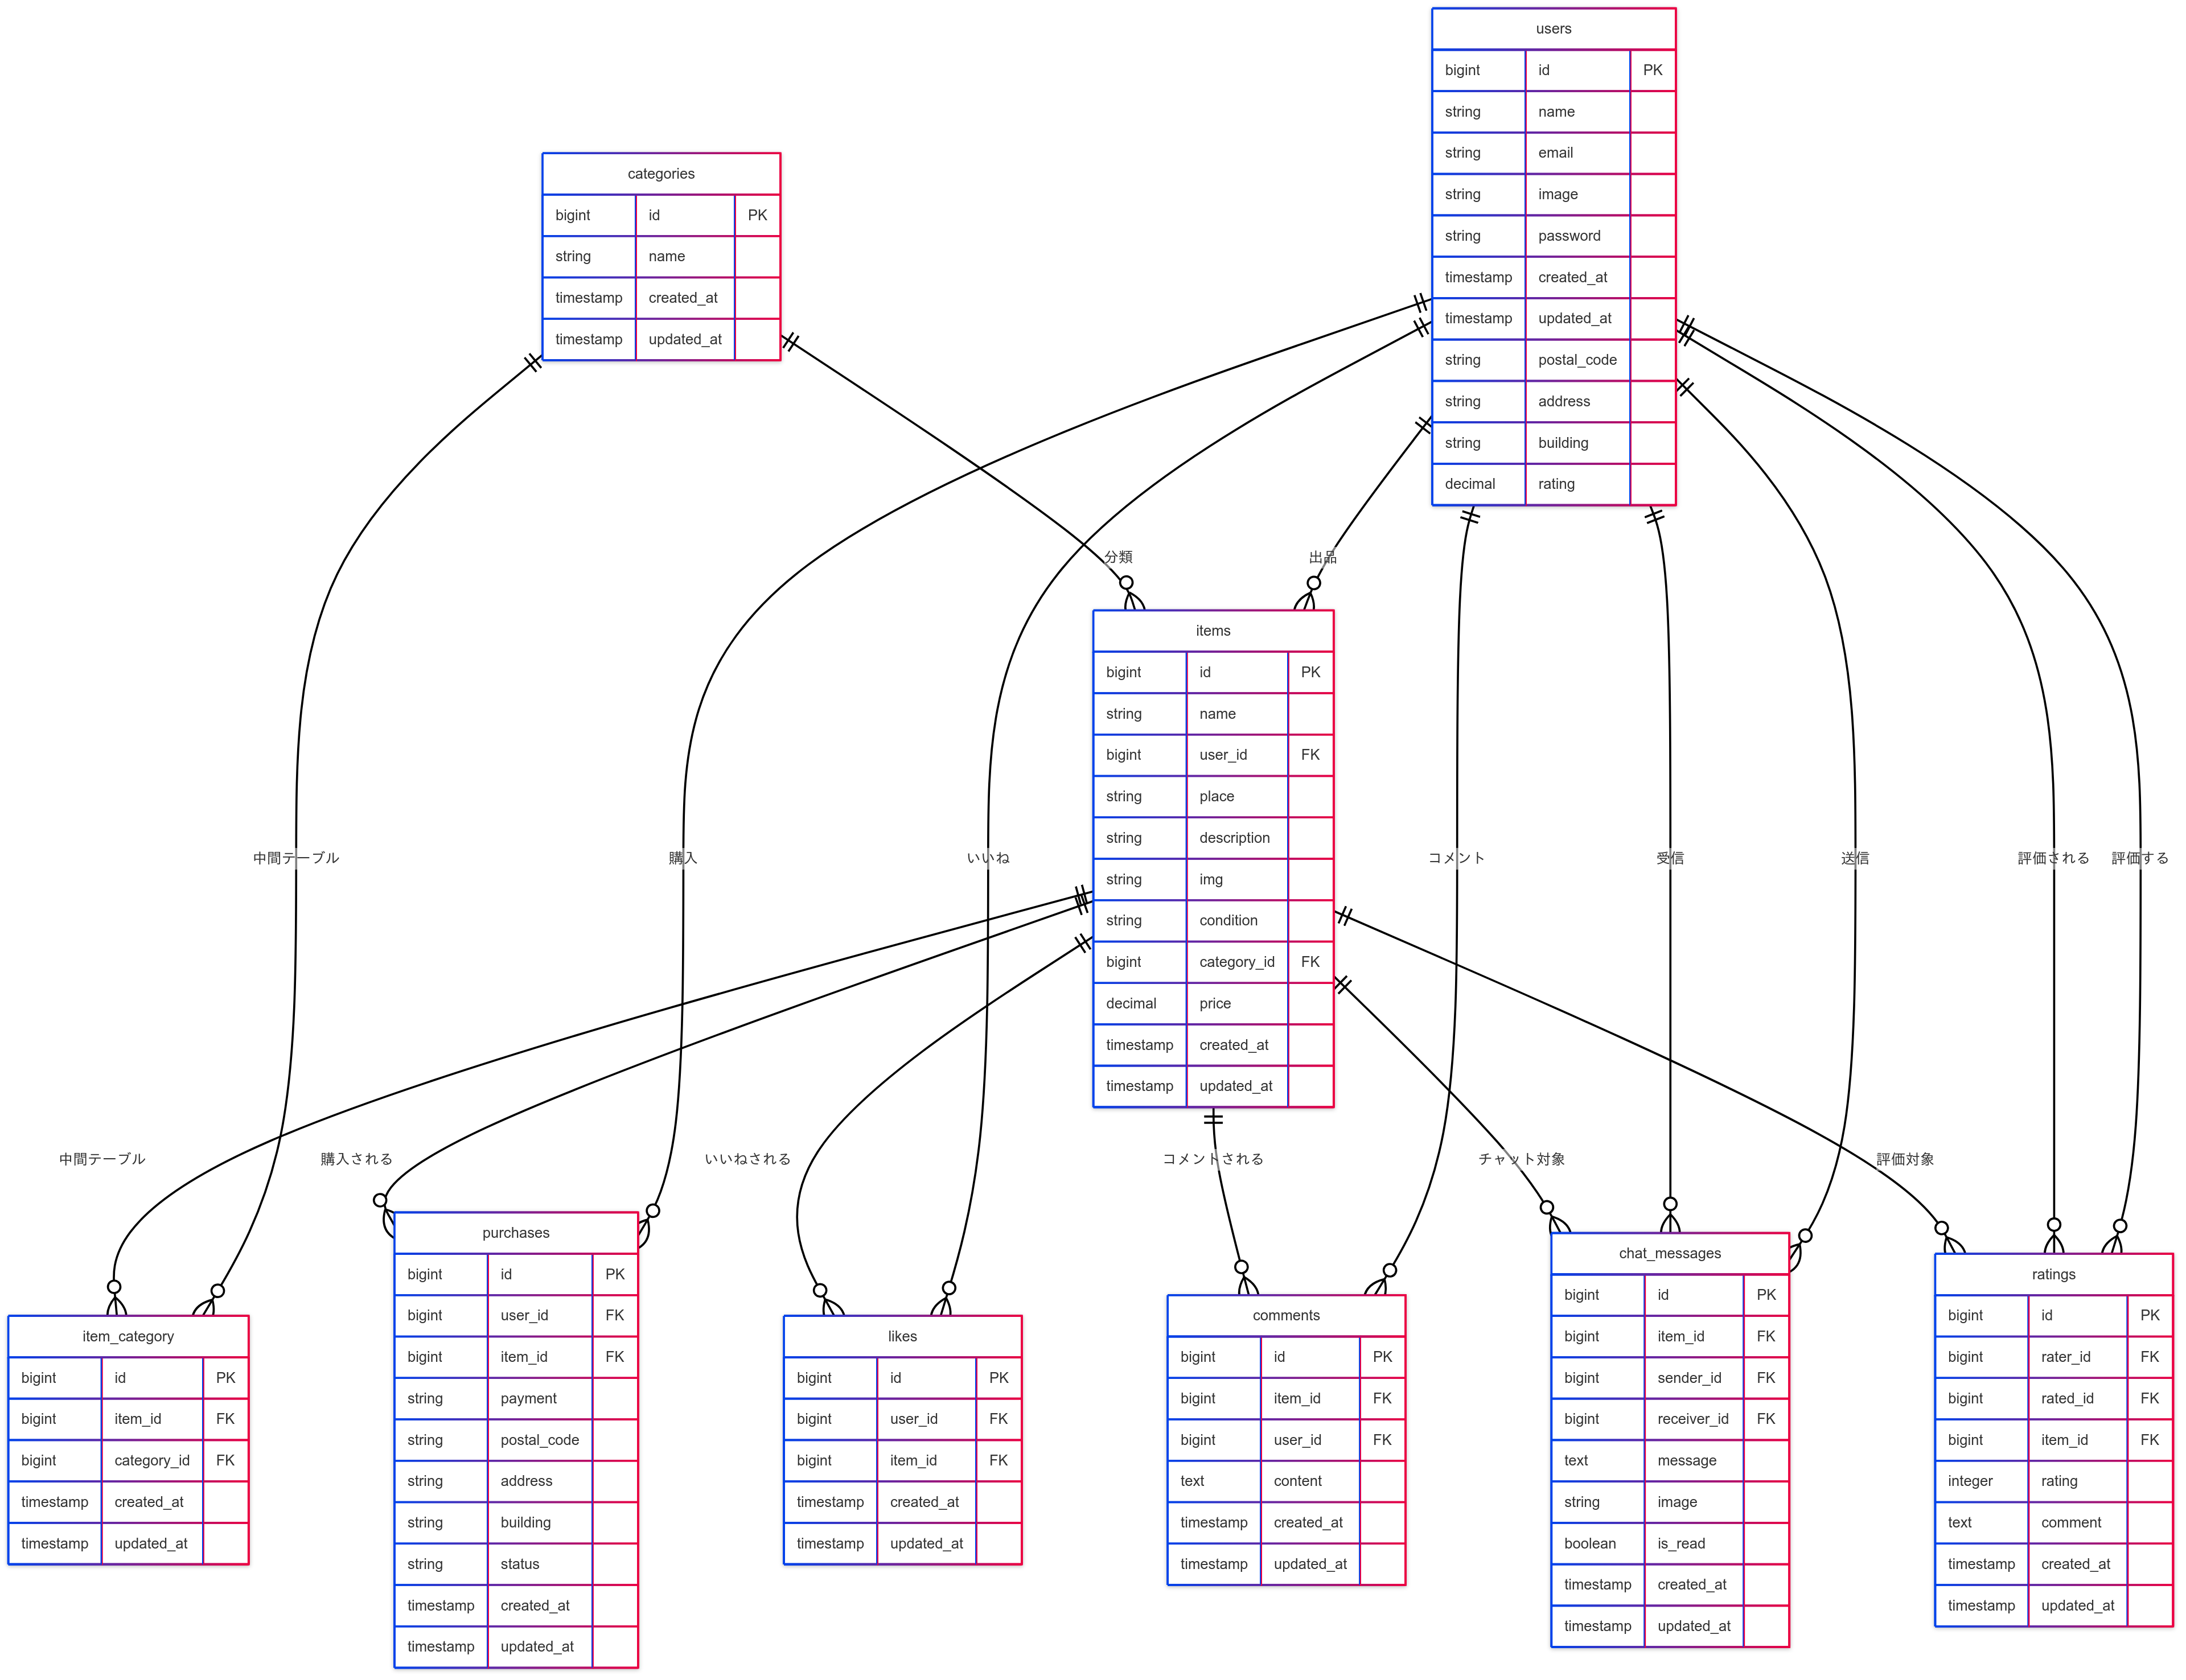 users
bigint id PK
string name
string email
string image
string password
timestamp created_at
timestamp updated_at
string postal_code
string address
string building
decimal rating
categories
bigint id PK
string name
timestamp created_at
timestamp updated_at
分類
出品
items
bigint id PK
string name
bigint user_id FK
string place
string description
string img
string condition
bigint category_id FK
decimal price
timestamp created_at
timestamp updated_at
中間テーブル
購入
いいね
コメント
受信
送信
評価される
評価する
中間テーブル
購入される
いいねされる
コメントされる
チャット対象
評価対象
item_category
bigint id PK
bigint item_id FK
bigint category_id FK
timestamp created_at
timestamp updated_at
purchases
bigint id PK
bigint user_id FK
bigint item_id FK
string payment
string postal_code
string address
string building
string status
timestamp created_at
timestamp updated_at
likes
bigint id PK
bigint user_id FK
bigint item_id FK
timestamp created_at
timestamp updated_at
comments
bigint id PK
bigint item_id FK
bigint user_id FK
text content
timestamp created_at
timestamp updated_at
chat_messages
bigint id PK
bigint item_id FK
bigint sender_id FK
bigint receiver_id FK
text message
string image
boolean is_read
timestamp created_at
timestamp updated_at
ratings
bigint id PK
bigint rater_id FK
bigint rated_id FK
bigint item_id FK
integer rating
text comment
timestamp created_at
timestamp updated_at